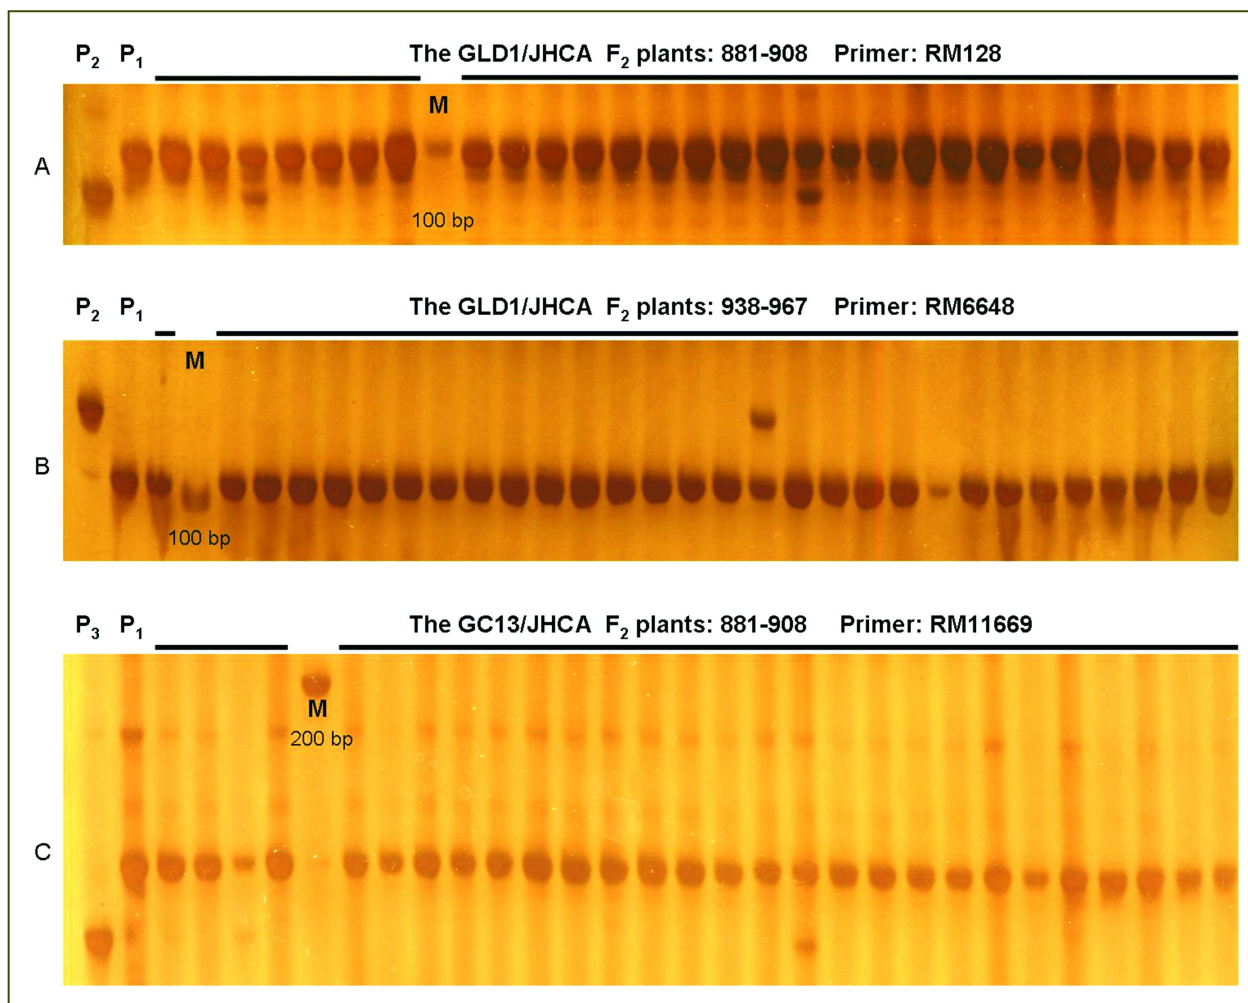 P₂ P₁ The GLD1/JHCA F₂ plants: 881-908 Primer: RM128
M
A
100 bp
P₂ P₁ The GLD1/JHCA F₂ plants: 938-967 Primer: RM6648
M
B
100 bp
P₃ P₁ The GC13/JHCA F₂ plants: 881-908 Primer: RM11669
M
200 bp
C